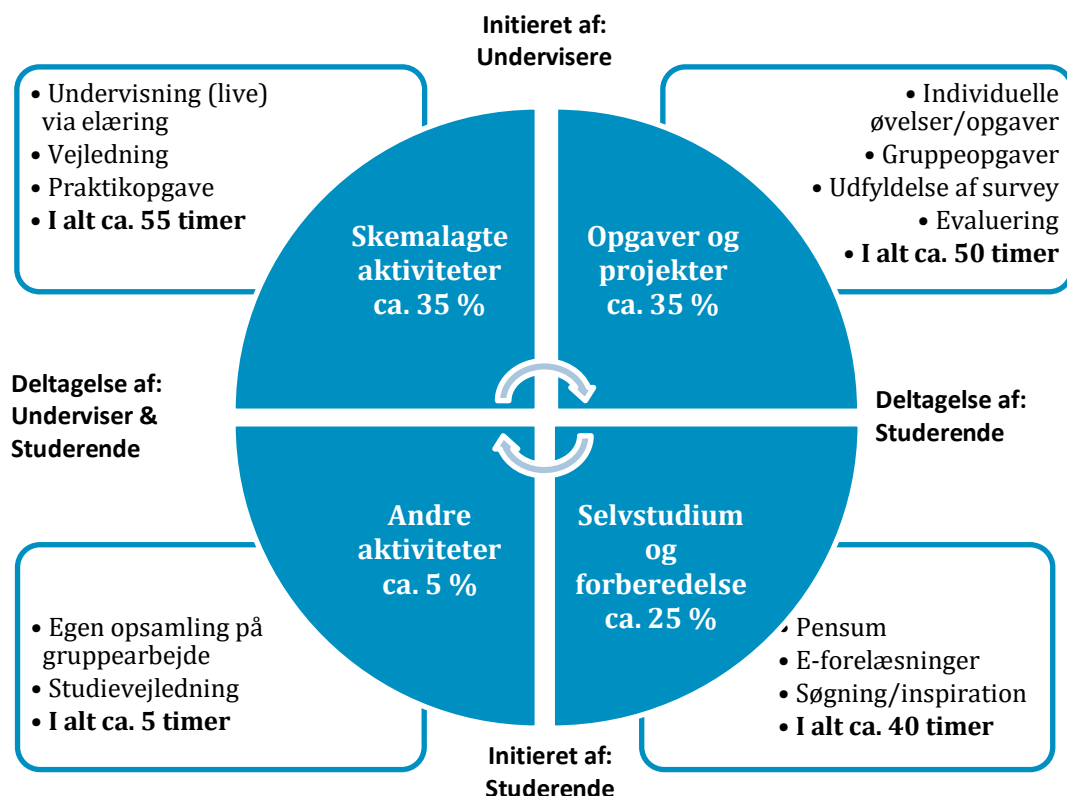 Initieret af:
Undervisere
• Undervisning (live)
via elæring
• Vejledning
• Praktikopgave
• I alt ca. 55 timer
• Individuelle
øvelser/opgaver
• Gruppeopgaver
• Udfyldelse af survey
• Evaluering
• I alt ca. 50 timer
Skemalagte
aktiviteter
ca. 35 %
Opgaver og
projekter
ca. 35 %
Deltagelse af:
Underviser &
Studerende
Deltagelse af:
Studerende
Andre
aktiviteter
ca. 5 %
Selvstudium
og
forberedelse
ca. 25 %
• Egen opsamling på
gruppearbejde
• Studievejledning
• I alt ca. 5 timer
• Pensum
• E-forelæsninger
• Søgning/inspiration
• I alt ca. 40 timer
Initieret af:
Studerende